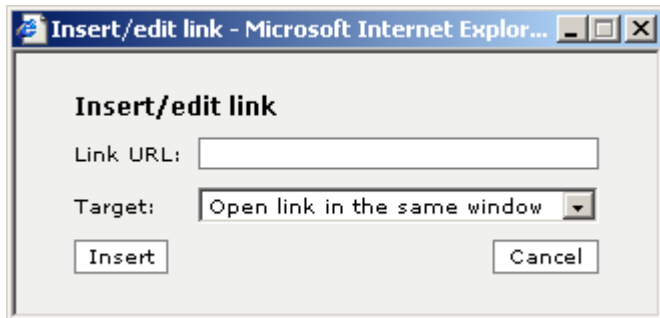 Insert/edit link - Microsoft Internet Explor...
Insert/edit link
Link URL:
Target: Open link in the same window
Insert Cancel